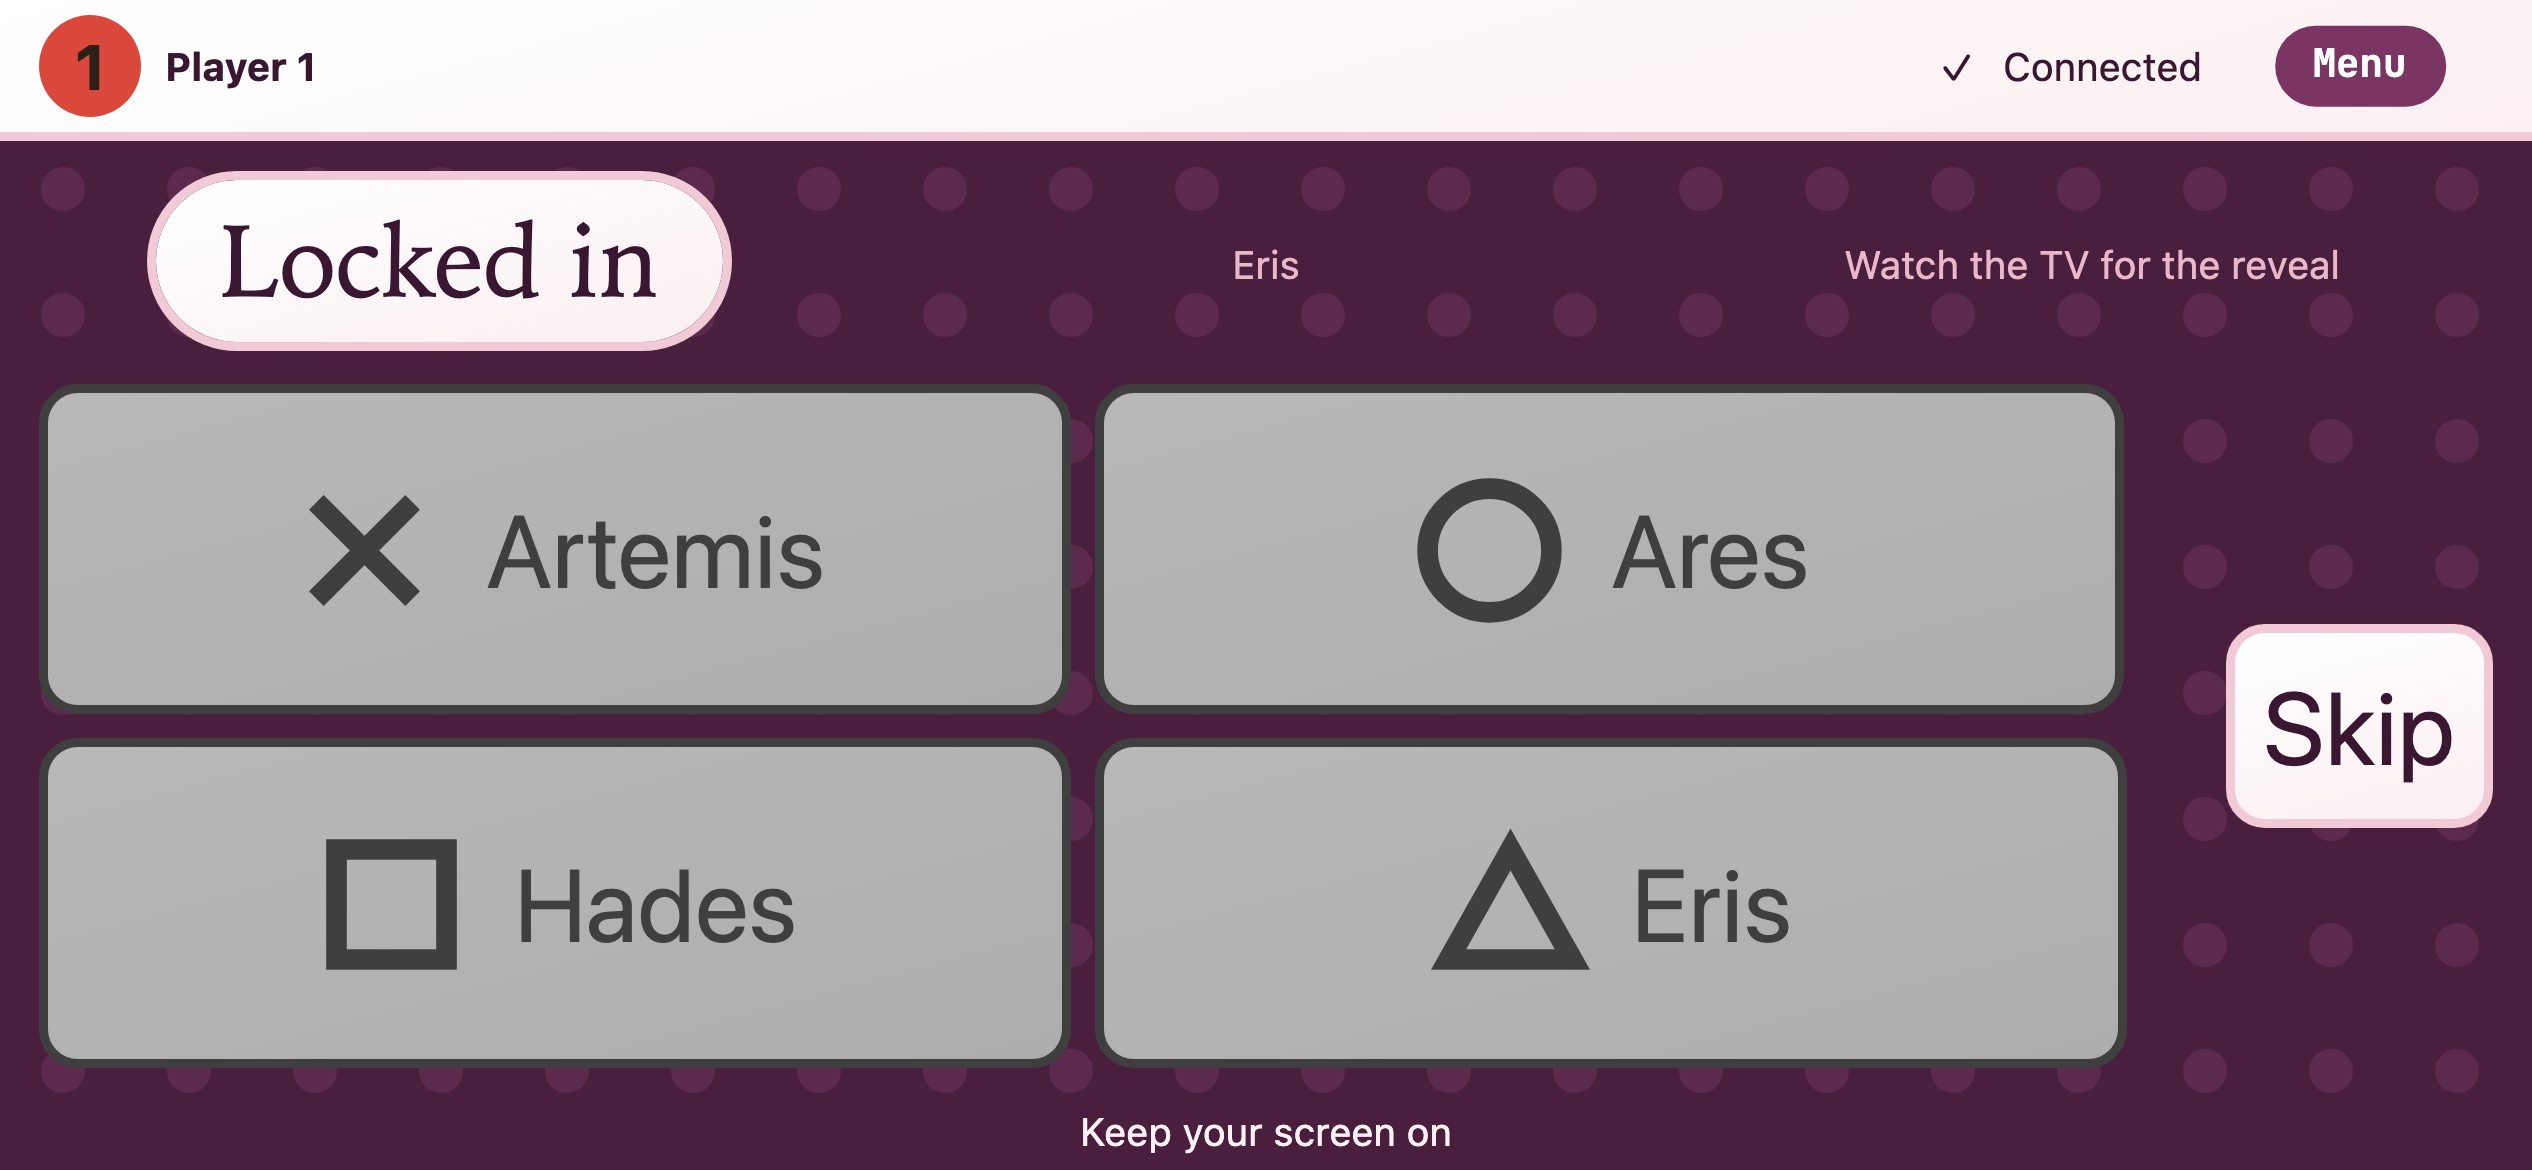 1 Player 1
✓ Connected
Menu
Locked in
Eris
Watch the TV for the reveal
Artemis
Ares
Hades
Eris
Skip
Keep your screen on